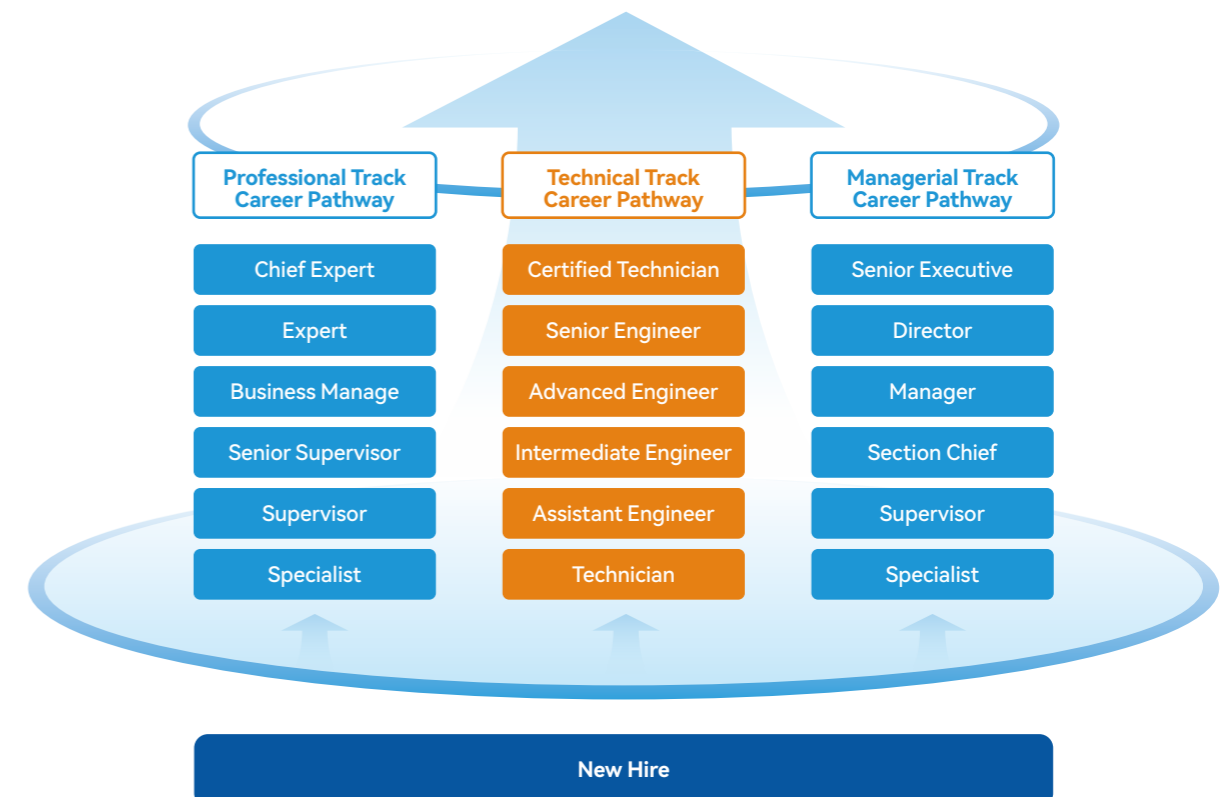 Professional Track
Career Pathway
Technical Track
Career Pathway
Managerial Track
Career Pathway
Chief Expert
Certified Technician
Senior Executive
Expert
Senior Engineer
Director
Business Manage
Advanced Engineer
Manager
Senior Supervisor
Intermediate Engineer
Section Chief
Supervisor
Assistant Engineer
Supervisor
Specialist
Technician
Specialist
New Hire